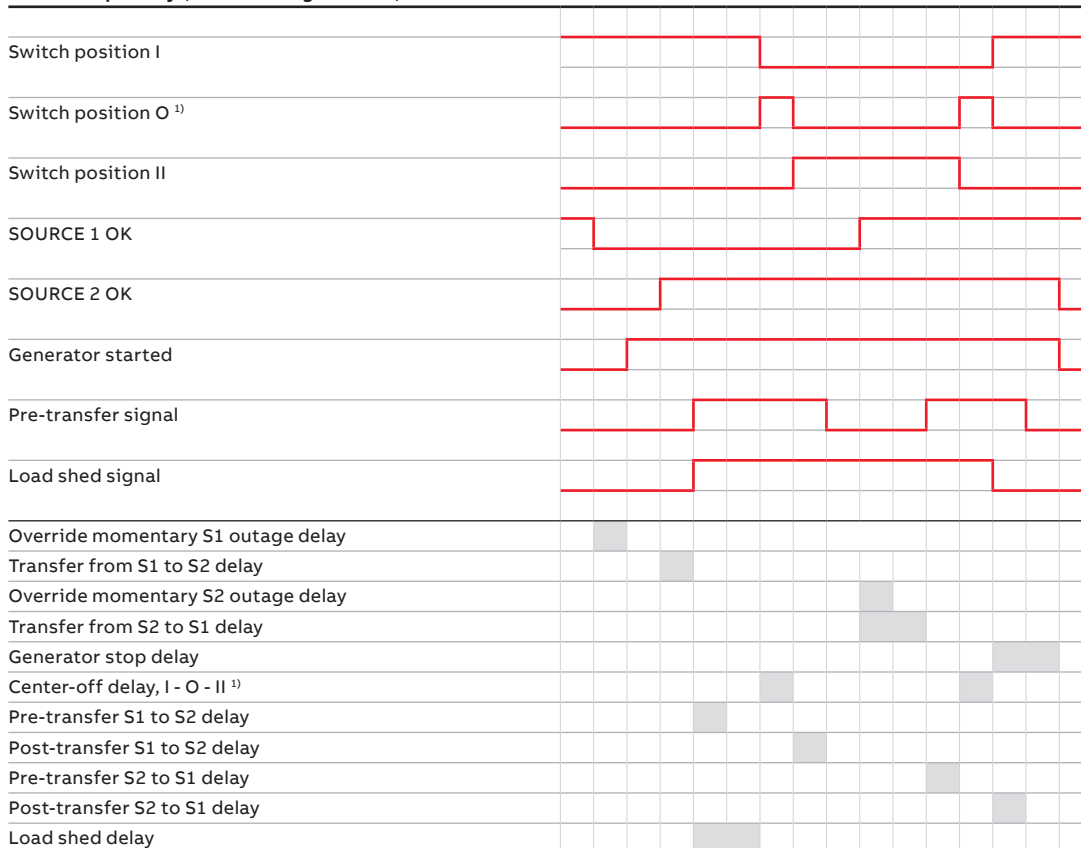 Switch position I
Switch position O ¹⁾
Switch position II
SOURCE 1 OK
SOURCE 2 OK
Generator started
Pre-transfer signal
Load shed signal
Override momentary S1 outage delay
Transfer from S1 to S2 delay
Override momentary S2 outage delay
Transfer from S2 to S1 delay
Generator stop delay
Center-off delay, I - O - II ¹⁾
Pre-transfer S1 to S2 delay
Post-transfer S1 to S2 delay
Pre-transfer S2 to S1 delay
Post-transfer S2 to S1 delay
Load shed delay